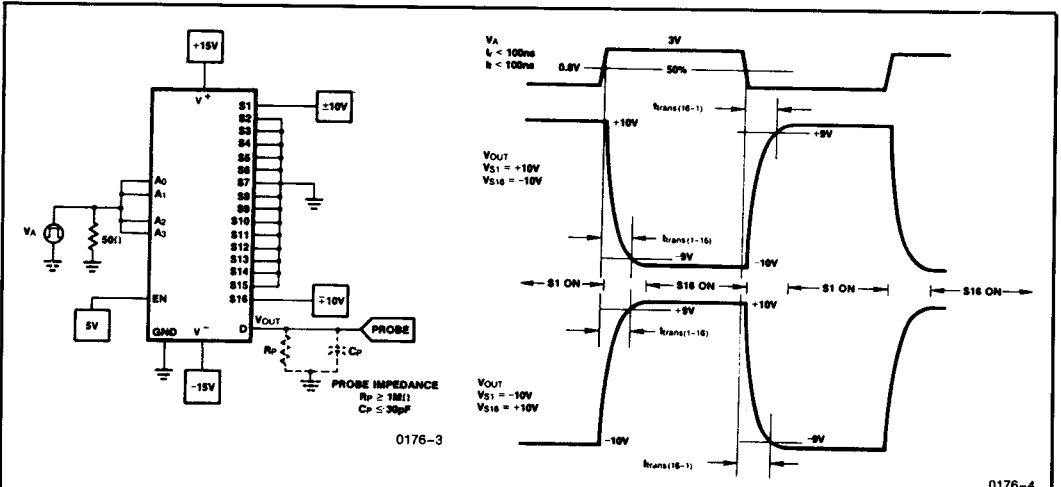 +15V
V+
S1
±10V
S2
S3
S4
S5
S6
S7
S8
S9
S10
S11
S12
S13
S14
S15
S16
∓10V
A0
A1
A2
A3
VA
50Ω
EN
5V
GND
V−
-15V
D
VOUT
PROBE
RP
CP
PROBE IMPEDANCE
RP ≥ 1MΩ
CP ≤ 30pF
0176-3
VA
tr < 100ns
tf < 100ns
0.8V
3V
50%
ttrans(16-1)
+10V
+9V
VOUT
VS1 = +10V
VS16 = -10V
ttrans(1-16)
-9V
-10V
S1 ON
S16 ON
S1 ON
S16 ON
+9V
+10V
ttrans(1-16)
VOUT
VS1 = -10V
VS16 = +10V
-10V
-9V
ttrans(16-1)
0176-4